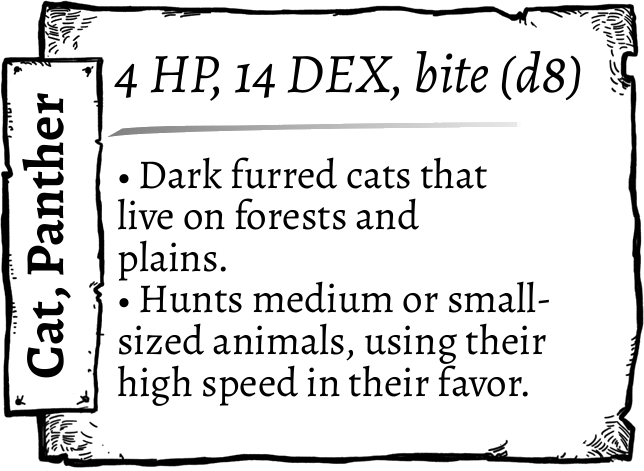 Cat, Panther
4 HP, 14 DEX, bite (d8)
• Dark furred cats that
live on forests and
plains.
• Hunts medium or small-
sized animals, using their
high speed in their favor.